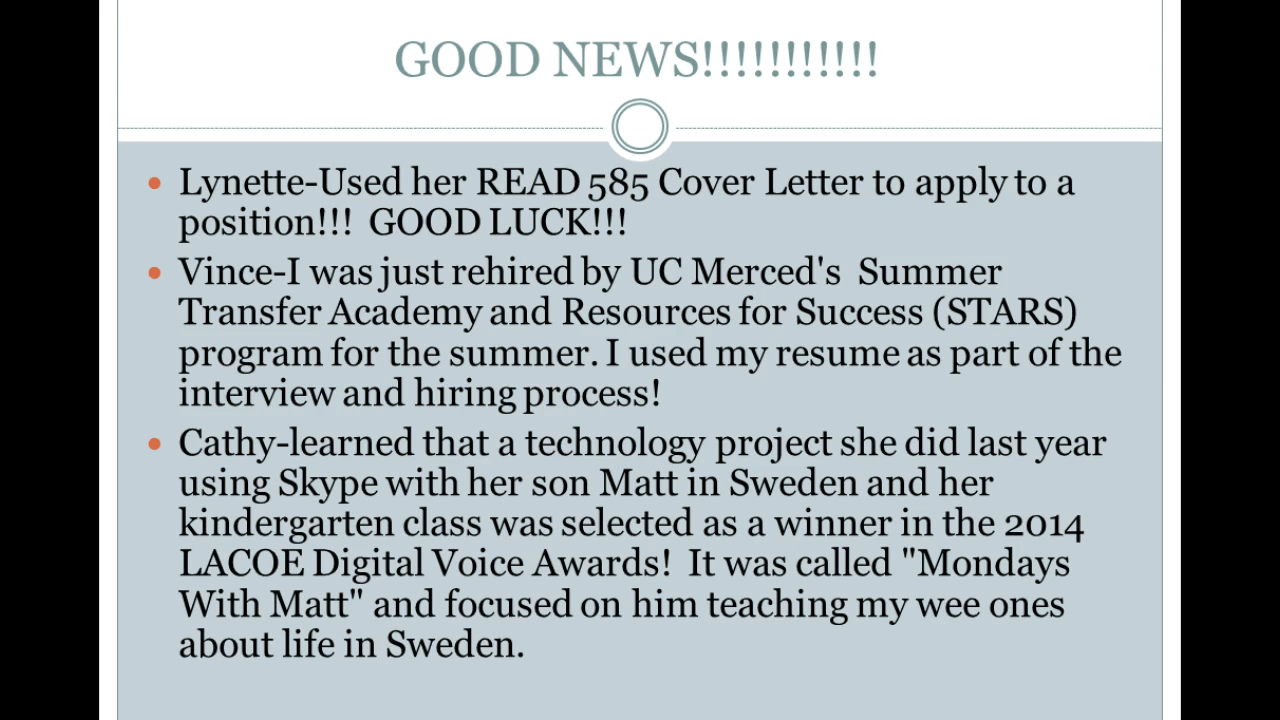 GOOD NEWS!!!!!!!!!!!
• Lynette-Used her READ 585 Cover Letter to apply to a
position!!!  GOOD LUCK!!!
• Vince-I was just rehired by UC Merced's  Summer
Transfer Academy and Resources for Success (STARS)
program for the summer. I used my resume as part of the
interview and hiring process!
• Cathy-learned that a technology project she did last year
using Skype with her son Matt in Sweden and her
kindergarten class was selected as a winner in the 2014
LACOE Digital Voice Awards!  It was called "Mondays
With Matt" and focused on him teaching my wee ones
about life in Sweden.